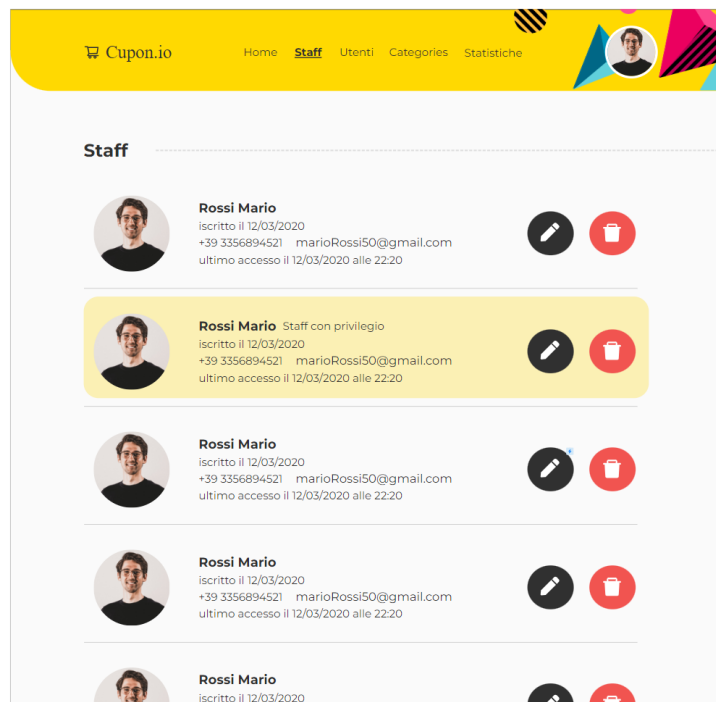 Cupon.io Home Staff Utenti Categories Statistiche
Staff
Rossi Mario
iscritto il 12/03/2020
+39 3356894521 marioRossi50@gmail.com
ultimo accesso il 12/03/2020 alle 22:20
Rossi Mario Staff con privilegio
iscritto il 12/03/2020
+39 3356894521 marioRossi50@gmail.com
ultimo accesso il 12/03/2020 alle 22:20
Rossi Mario
iscritto il 12/03/2020
+39 3356894521 marioRossi50@gmail.com
ultimo accesso il 12/03/2020 alle 22:20
Rossi Mario
iscritto il 12/03/2020
+39 3356894521 marioRossi50@gmail.com
ultimo accesso il 12/03/2020 alle 22:20
Rossi Mario
iscritto il 12/03/2020